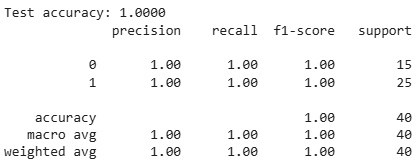 Test accuracy: 1.0000
              precision    recall  f1-score   support

           0       1.00      1.00      1.00        15
           1       1.00      1.00      1.00        25

    accuracy                           1.00        40
   macro avg       1.00      1.00      1.00        40
weighted avg       1.00      1.00      1.00        40